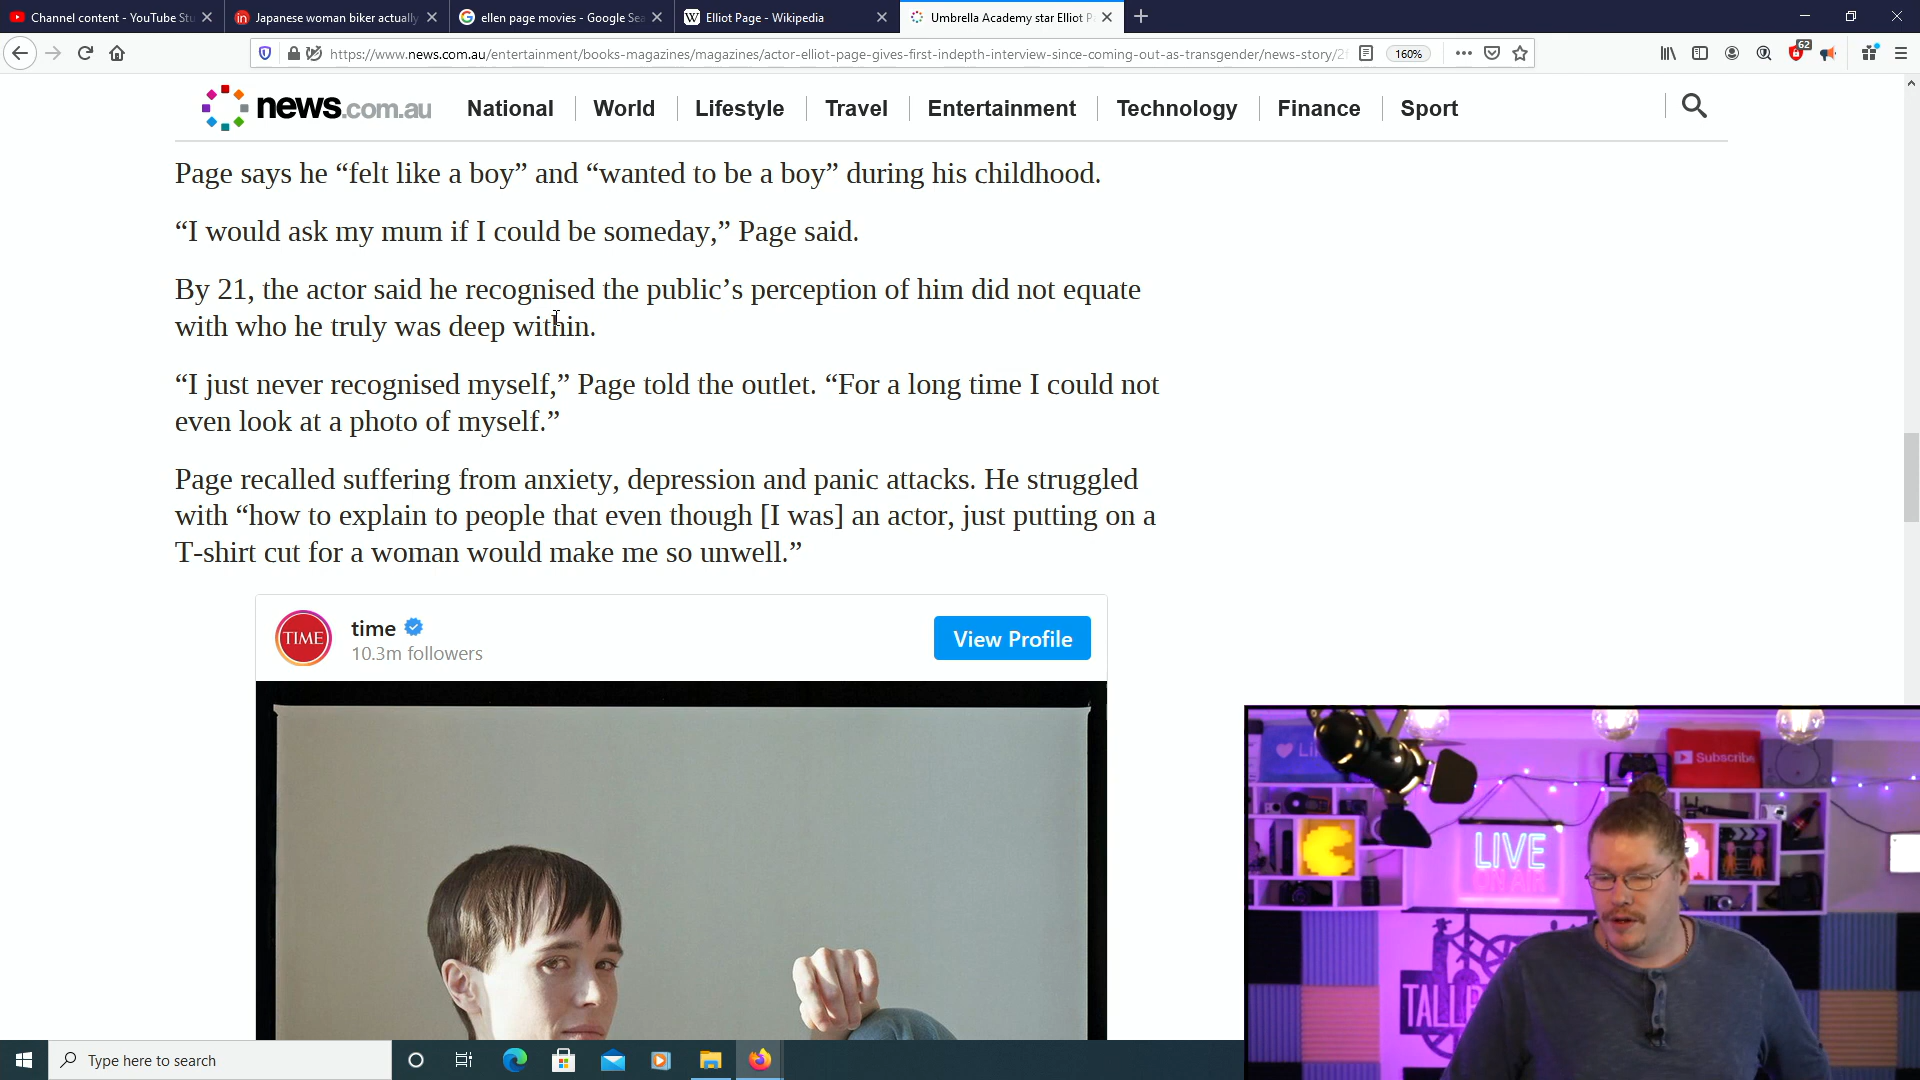 Channel content - YouTube Stu
Japanese woman biker actually
ellen page movies - Google Sea
Elliot Page - Wikipedia
Umbrella Academy star Elliot P
https://www.news.com.au/entertainment/books-magazines/magazines/actor-elliot-page-gives-first-indepth-interview-since-coming-out-as-transgender/news-story/2
160%
62
news.com.au
National
World
Lifestyle
Travel
Entertainment
Technology
Finance
Sport
Page says he “felt like a boy” and “wanted to be a boy” during his childhood.
“I would ask my mum if I could be someday,” Page said.
By 21, the actor said he recognised the public’s perception of him did not equate
with who he truly was deep within.
“I just never recognised myself,” Page told the outlet. “For a long time I could not
even look at a photo of myself.”
Page recalled suffering from anxiety, depression and panic attacks. He struggled
with “how to explain to people that even though [I was] an actor, just putting on a
T-shirt cut for a woman would make me so unwell.”
TIME
time
10.3m followers
View Profile
Subscribe
LIVE
ON AIR
Type here to search